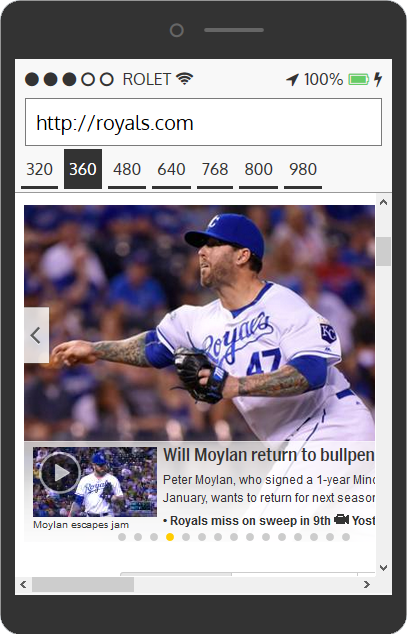 ROLET 100%
http://royals.com
320 360 480 640 768 800 980
KC
Royals
47
KC
Will Moylan return to bullpen
Peter Moylan, who signed a 1-year Mino
January, wants to return for next season
• Royals miss on sweep in 9th Yost
Moylan escapes jam